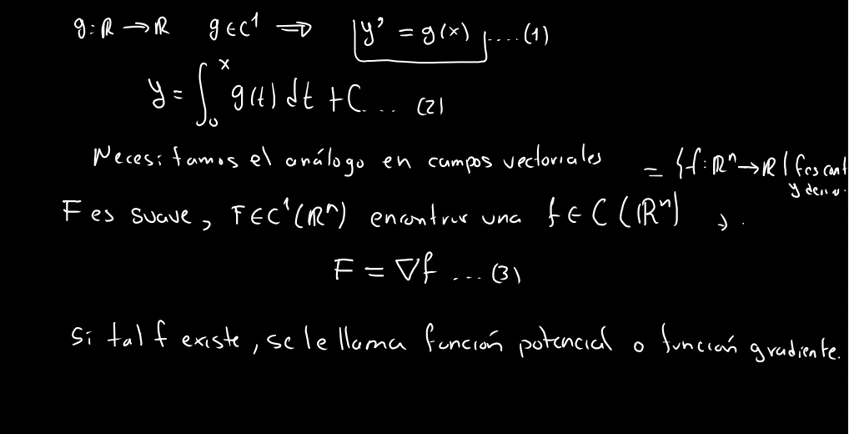 g: ℝ → ℝ g ∈ C¹ ⟹ y' = g(x) .... (1)
y = ∫₀ˣ g(t) dt + C... (2)
Necesitamos el análogo en campos vectoriales = {f: ℝⁿ → ℝ | f es cont
y deriv.
F es suave, F ∈ C¹(ℝⁿ) encontrar una f ∈ C(ℝⁿ) ).
F = ∇f ... (3)
Si tal f existe, se le llama función potencial o función gradiente.